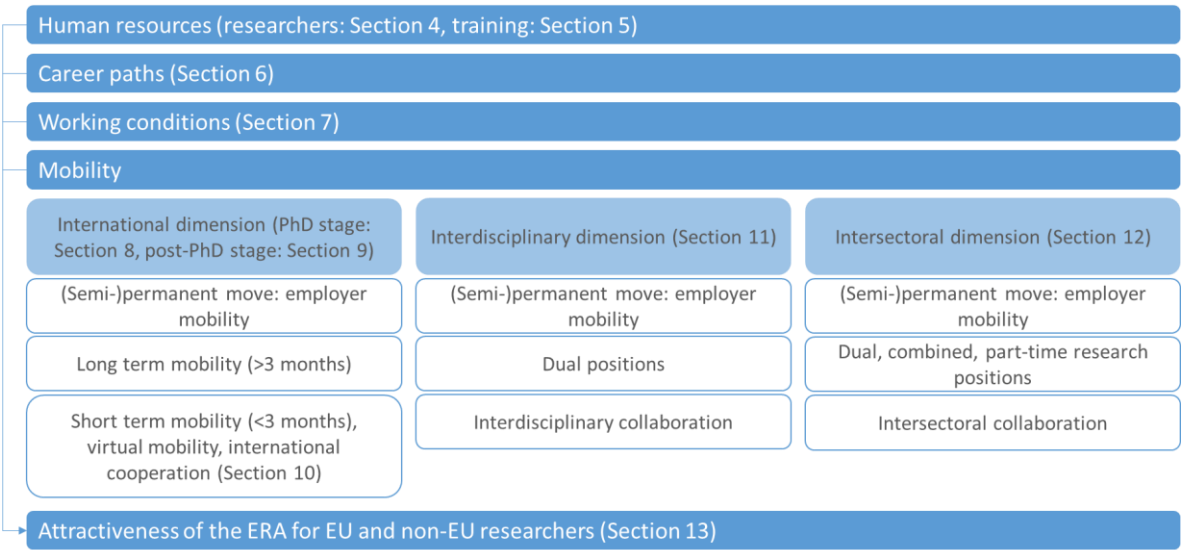 Human resources (researchers: Section 4, training: Section 5)
Career paths (Section 6)
Working conditions (Section 7)
Mobility
International dimension (PhD stage:
Section 8, post-PhD stage: Section 9)
(Semi-)permanent move: employer
mobility
Long term mobility (>3 months)
Short term mobility (<3 months),
virtual mobility, international
cooperation (Section 10)
Interdisciplinary dimension (Section 11)
(Semi-)permanent move: employer
mobility
Dual positions
Interdisciplinary collaboration
Intersectoral dimension (Section 12)
(Semi-)permanent move: employer
mobility
Dual, combined, part-time research
positions
Intersectoral collaboration
Attractiveness of the ERA for EU and non-EU researchers (Section 13)